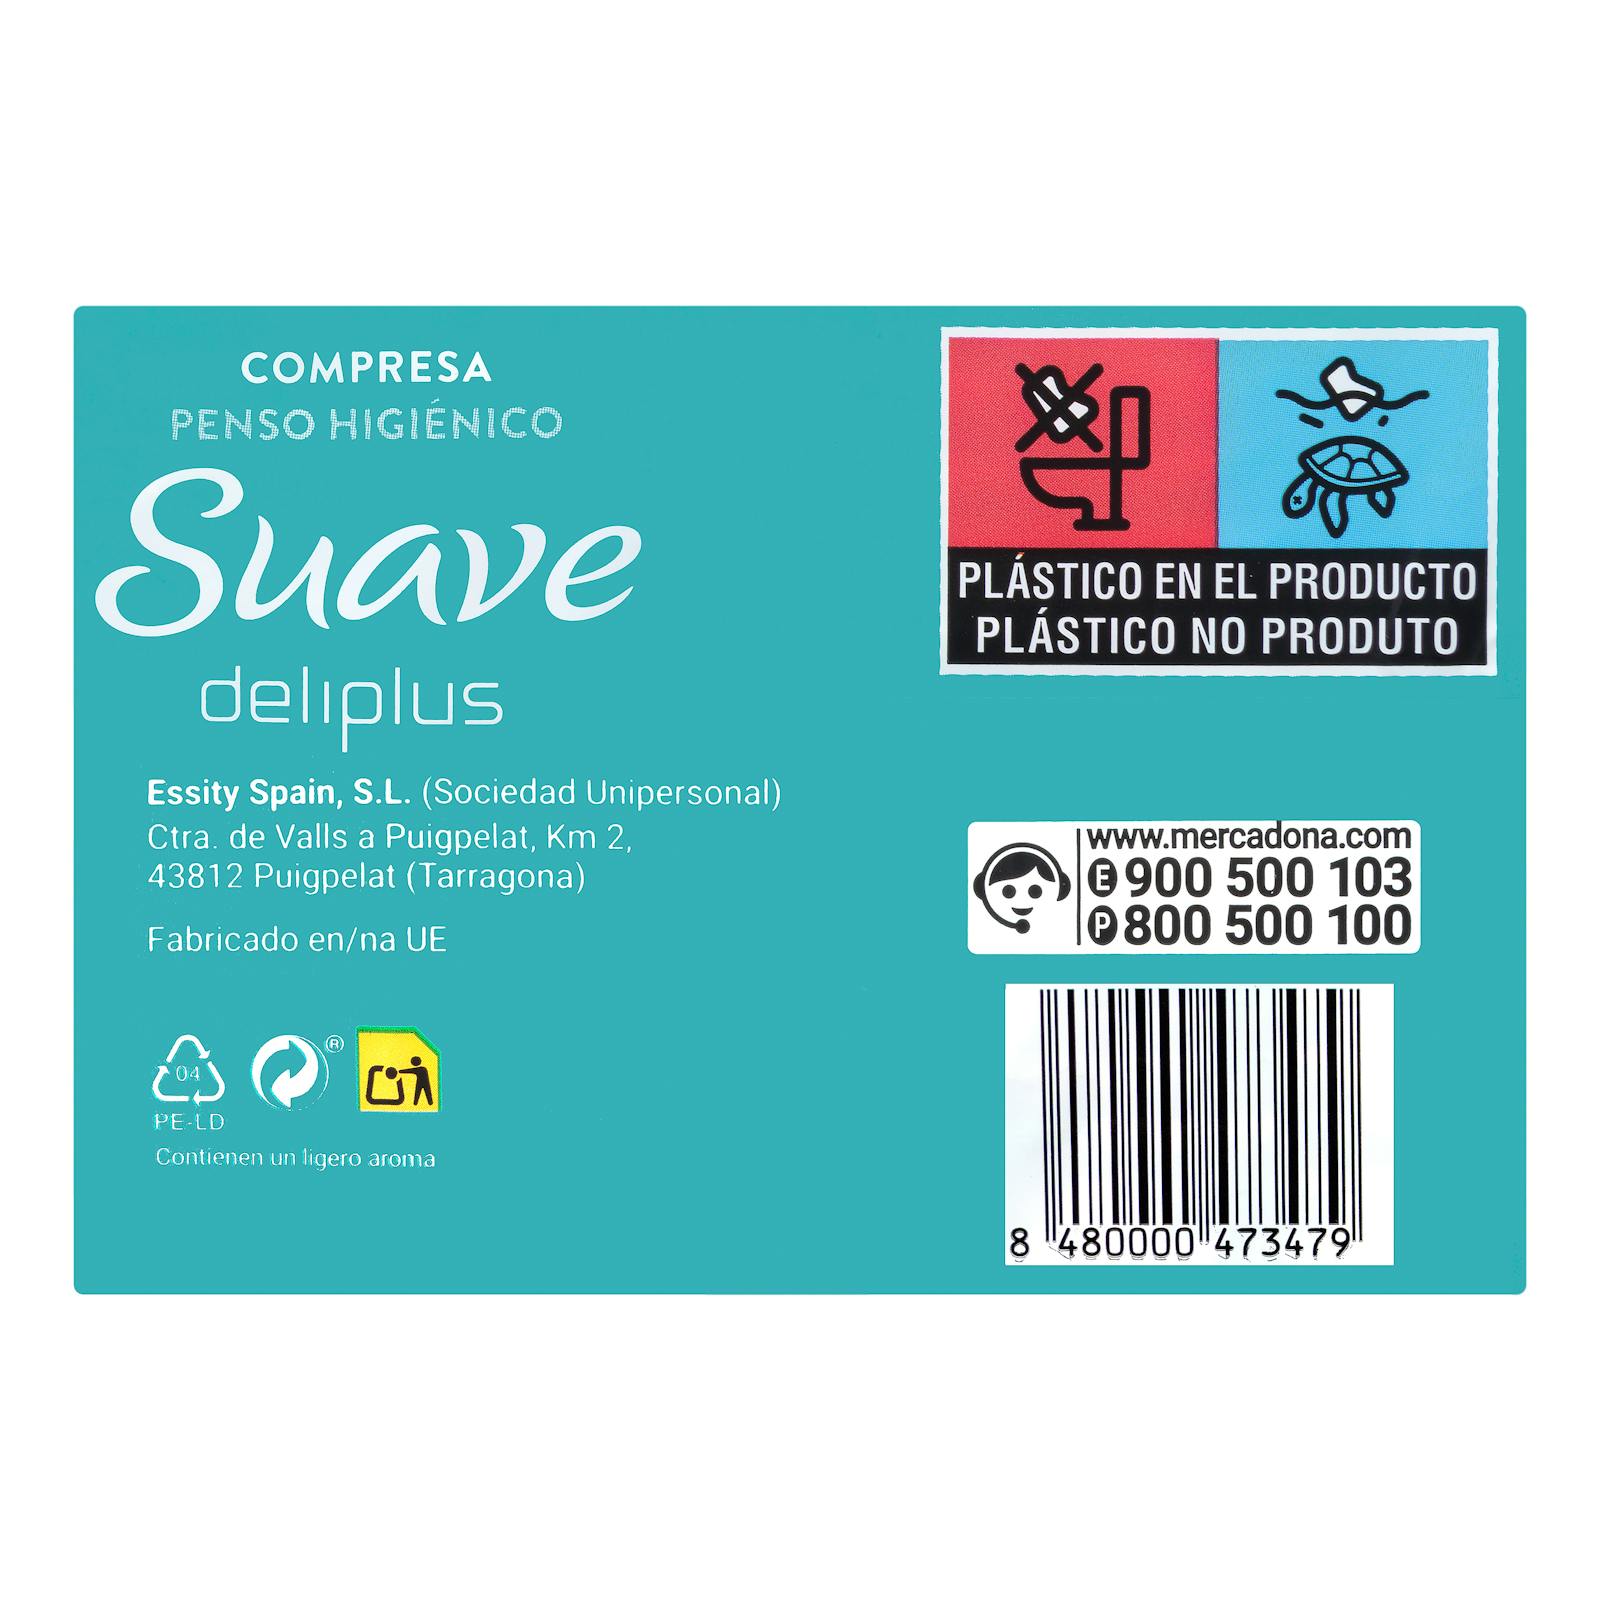 COMPRESA
PENSO HIGIÉNICO
Suave
deliplus
Essity Spain, S.L. (Sociedad Unipersonal)
Ctra. de Valls a Puigpelat, Km 2,
43812 Puigpelat (Tarragona)
Fabricado en/na UE
04
PE-LD
®
Contienen un ligero aroma
PLÁSTICO EN EL PRODUCTO
PLÁSTICO NO PRODUTO
www.mercadona.com
E 900 500 103
P 800 500 100
8 480000 473479